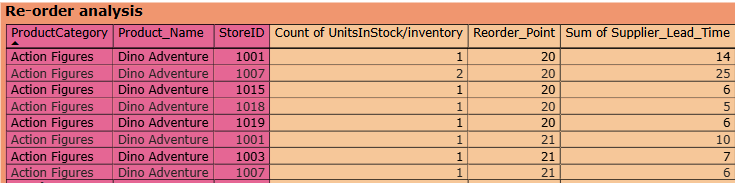 Re-order analysis
ProductCategory Product_Name StoreID Count of UnitsInStock/inventory Reorder_Point Sum of Supplier_Lead_Time
Action Figures Dino Adventure 1001 1 20 14
Action Figures Dino Adventure 1007 2 20 25
Action Figures Dino Adventure 1015 1 20 6
Action Figures Dino Adventure 1018 1 20 5
Action Figures Dino Adventure 1019 1 20 6
Action Figures Dino Adventure 1001 1 21 10
Action Figures Dino Adventure 1003 1 21 7
Action Figures Dino Adventure 1007 1 21 6